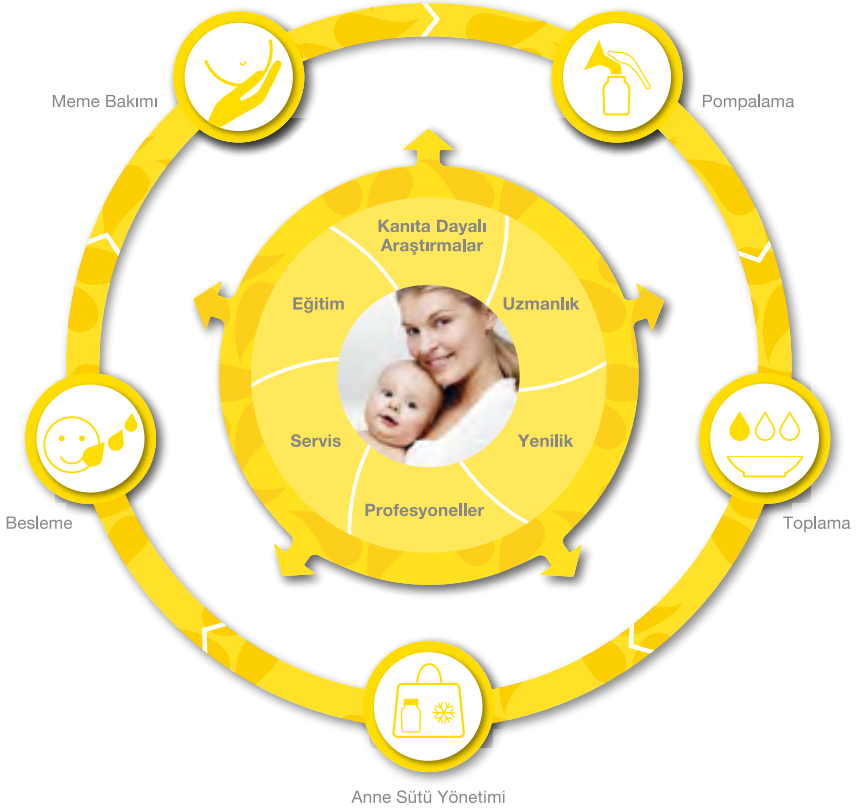 Meme Bakımı
Pompalama
Kanıta Dayalı
Araştırmalar
Eğitim
Uzmanlık
Servis
Yenilik
Profesyoneller
Besleme
Toplama
Anne Sütü Yönetimi